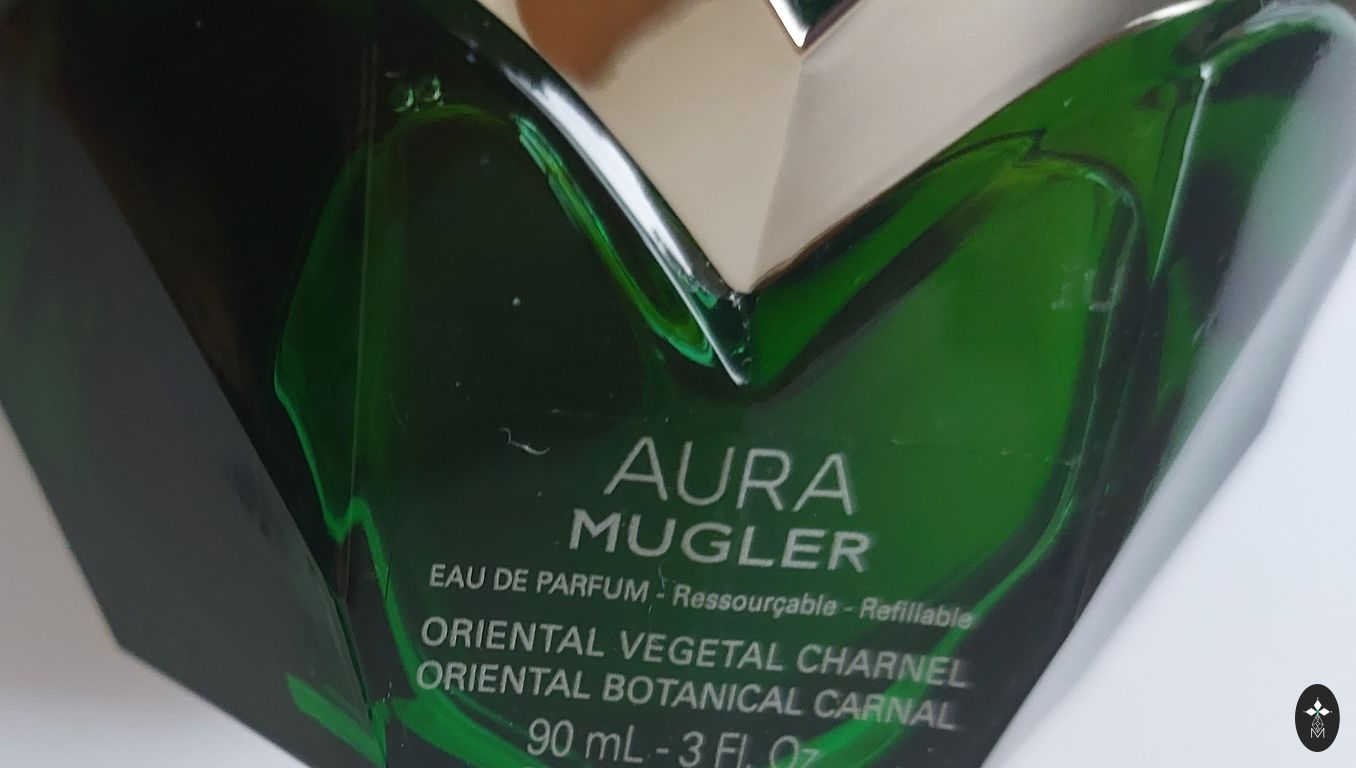 AURA
MUGLER
EAU DE PARFUM - Ressourçable - Refillable
ORIENTAL VEGETAL CHARNEL
ORIENTAL BOTANICAL CARNAL
90 mL - 3 Fl. Oz
M